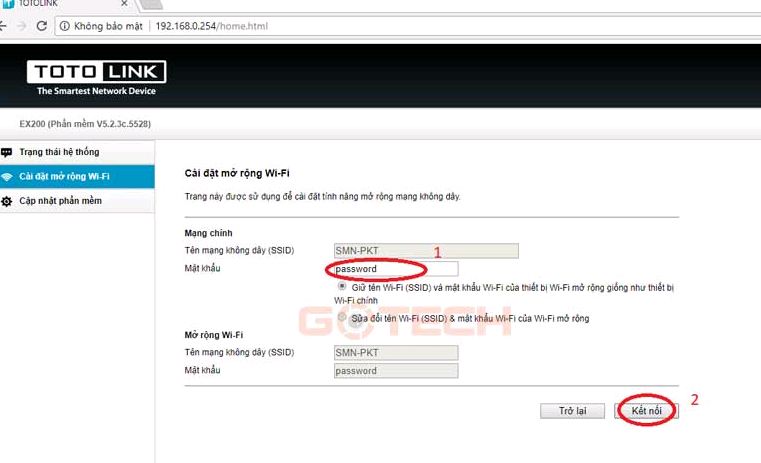 TOTOLINK
Không bảo mật | 192.168.0.254/home.html
TOTO LINK
The Smartest Network Device
EX200 (Phần mềm V5.2.3c.5528)
Trạng thái hệ thống
Cài đặt mở rộng Wi-Fi
Cập nhật phần mềm
Cài đặt mở rộng Wi-Fi
Trang này được sử dụng để cài đặt tính năng mở rộng mạng không dây.
Mạng chính
Tên mạng không dây (SSID) SMN-PKT 1
Mật khẩu password
Giữ tên Wi-Fi (SSID) và mật khẩu Wi-Fi của thiết bị Wi-Fi mở rộng giống như thiết bị
Wi-Fi chính
Sửa đổi tên Wi-Fi (SSID) & mật khẩu Wi-Fi của Wi-Fi mở rộng
GOTECH
Mở rộng Wi-Fi
Tên mạng không dây (SSID) SMN-PKT
Mật khẩu password
Trở lại Kết nối 2